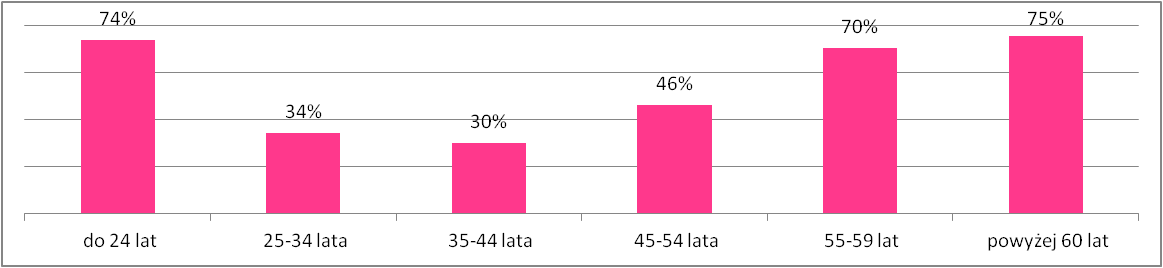 74% 34% 30% 46% 70% 75%
do 24 lat 25-34 lata 35-44 lata 45-54 lata 55-59 lat powyżej 60 lat